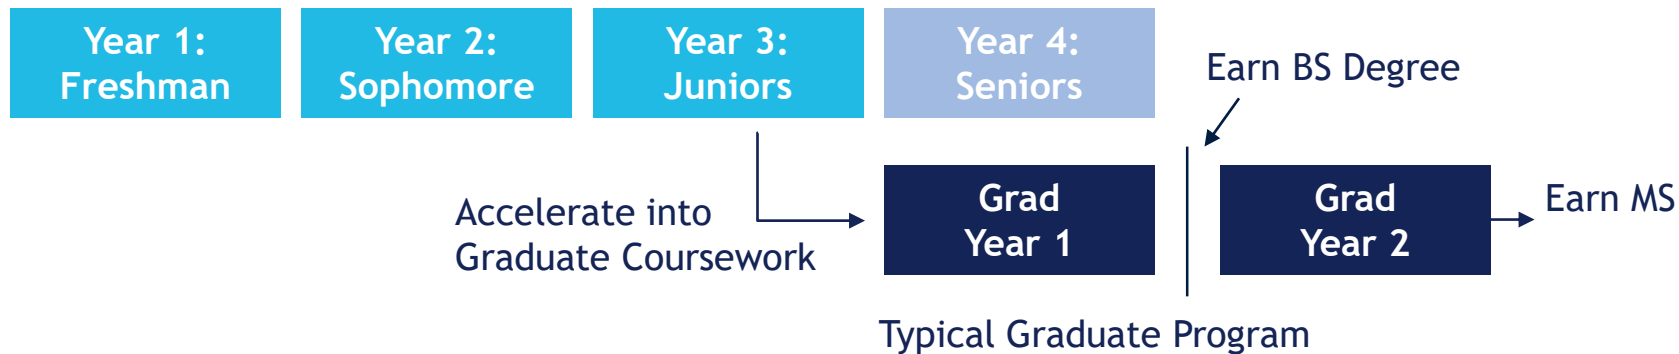 Year 1:
Freshman
Year 2:
Sophomore
Year 3:
Juniors
Year 4:
Seniors
Earn BS Degree
Accelerate into
Graduate Coursework
Grad
Year 1
Grad
Year 2
Earn MS
Typical Graduate Program